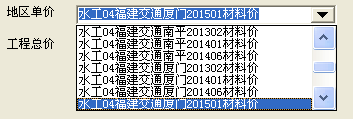 地区单价 水工04福建交通厦门201501材料价
工程总价
水工04福建交通南平201302材料价
水工04福建交通南平201401材料价
水工04福建交通南平201406材料价
水工04福建交通厦门201302材料价
水工04福建交通厦门201401材料价
水工04福建交通厦门201406材料价
水工04福建交通厦门201501材料价